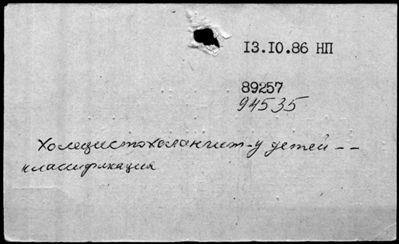 13.10.86 НП
89257
94535
Холецистохолангит-у детей --
классификация